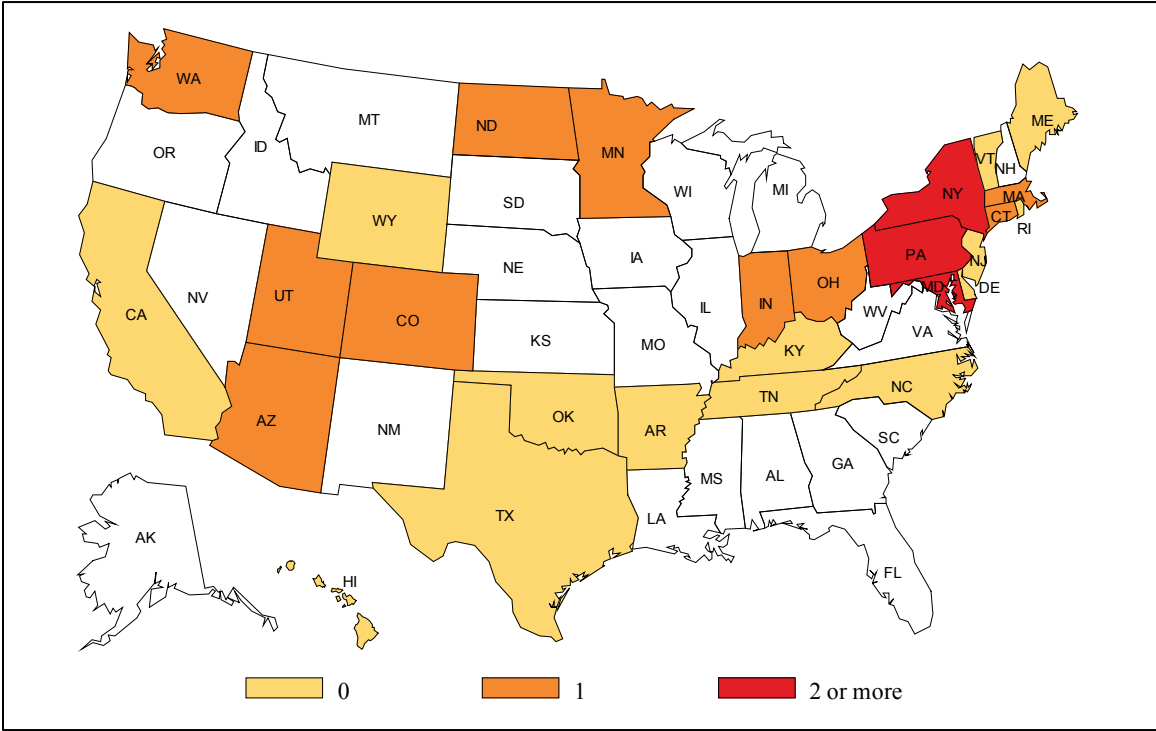 WA
MT
ND
MN
ME
VT
NH
OR
ID
WI
MI
NY
MA
CT
RI
SD
WY
PA
NJ
NE
IA
NV
UT
CO
IL
IN
OH
MD
DE
WV
VA
CA
KS
MO
KY
NC
TN
AZ
NM
OK
AR
SC
MS
AL
GA
TX
LA
AK
FL
HI
0
1
2 or more